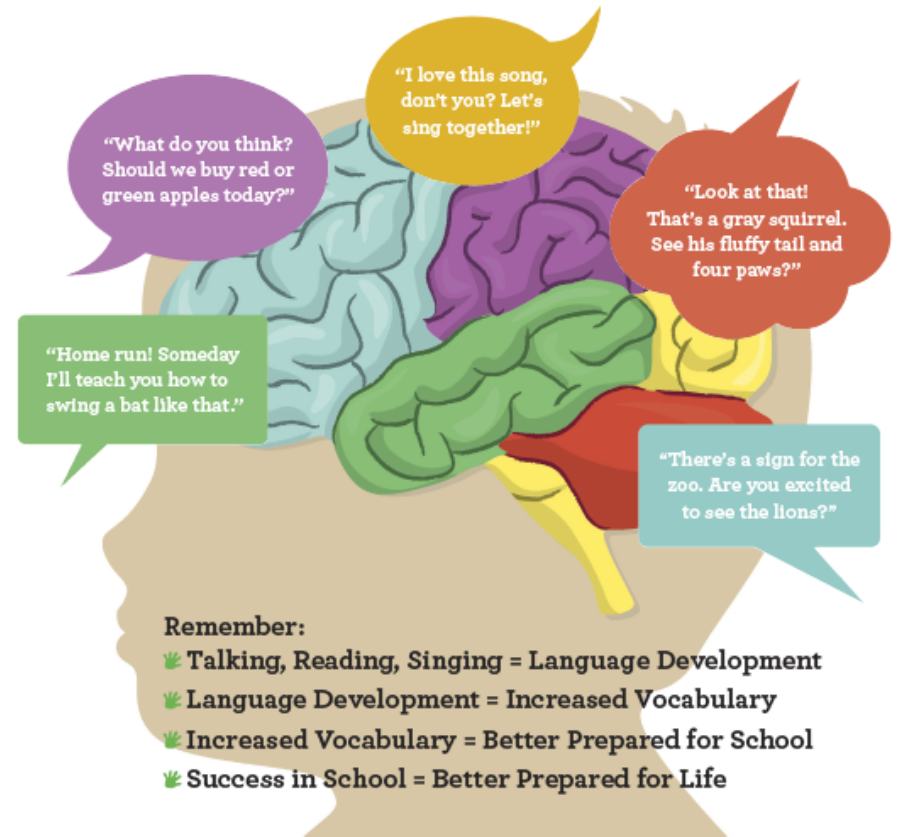 “I love this song,
don’t you? Let’s
sing together!”
“What do you think?
Should we buy red or
green apples today?”
“Look at that!
That’s a gray squirrel.
See his fluffy tail and
four paws?”
“Home run! Someday
I’ll teach you how to
swing a bat like that.”
“There’s a sign for the
zoo. Are you excited
to see the lions?”
Remember:
Talking, Reading, Singing = Language Development
Language Development = Increased Vocabulary
Increased Vocabulary = Better Prepared for School
Success in School = Better Prepared for Life